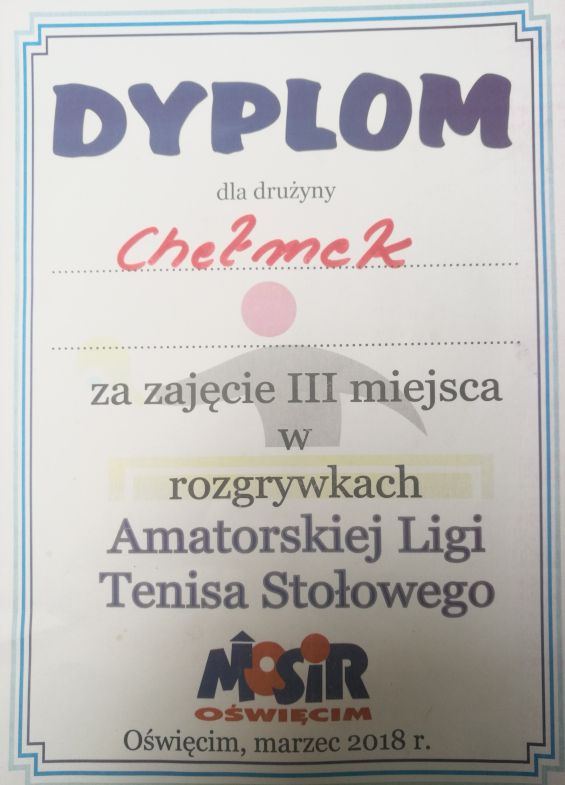 DYPLOM
dla drużyny
Chełmek
za zajęcie III miejsca
w
rozgrywkach
Amatorskiej Ligi
Tenisa Stołowego
MOSiR
OŚWIĘCIM
Oświęcim, marzec 2018 r.